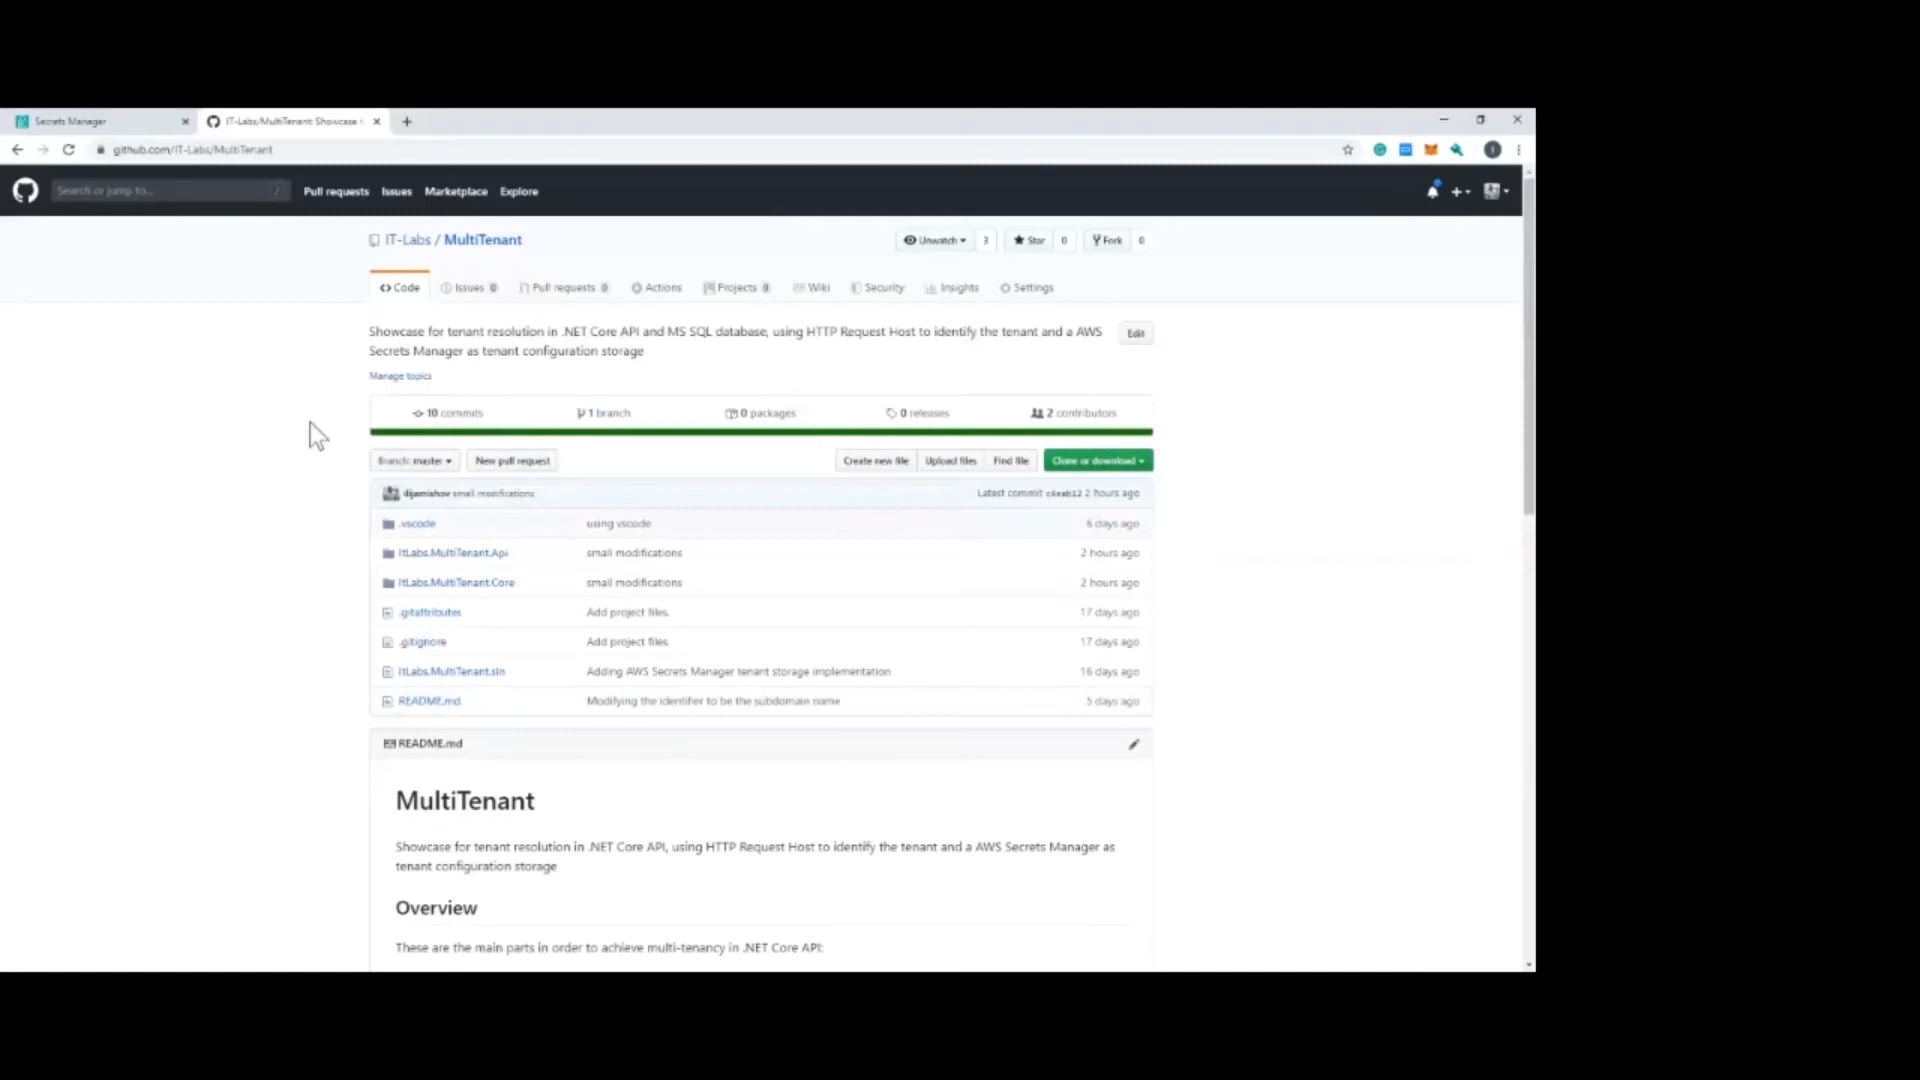 Secrets Manager
IT-Labs/MultiTenant: Showcase
github.com/IT-Labs/MultiTenant
Search or jump to...
/
Pull requests Issues Marketplace Explore
IT-Labs / MultiTenant
Unwatch 3 Star 0 Fork 0
Code Issues 0 Pull requests 0 Actions Projects 0 Wiki Security Insights Settings
Showcase for tenant resolution in .NET Core API and MS SQL database, using HTTP Request Host to identify the tenant and a AWS
Secrets Manager as tenant configuration storage
Edit
Manage topics
10 commits 1 branch 0 packages 0 releases 2 contributors
Branch: master New pull request Create new file Upload files Find file Clone or download
small modifications Latest commit 2 hours ago
.vscode using vscode 6 days ago
ItLabs.MultiTenant.Api small modifications 2 hours ago
ItLabs.MultiTenant.Core small modifications 2 hours ago
.gitattributes Add project files. 17 days ago
.gitignore Add project files. 17 days ago
ItLabs.MultiTenant.sln Adding AWS Secrets Manager tenant storage implementation 16 days ago
README.md Modifying the identifier to be the subdomain name 5 days ago
README.md
MultiTenant
Showcase for tenant resolution in .NET Core API, using HTTP Request Host to identify the tenant and a AWS Secrets Manager as
tenant configuration storage
Overview
These are the main parts in order to achieve multi-tenancy in .NET Core API: